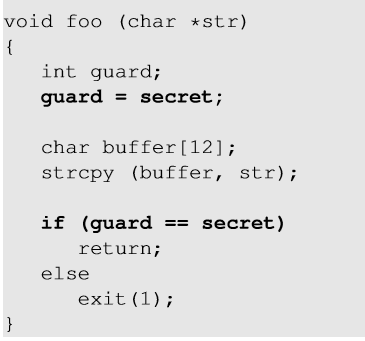 void foo (char *str)
{
int guard;
guard = secret;
char buffer[12];
strcpy (buffer, str);
if (guard == secret)
return;
else
exit(1);
}